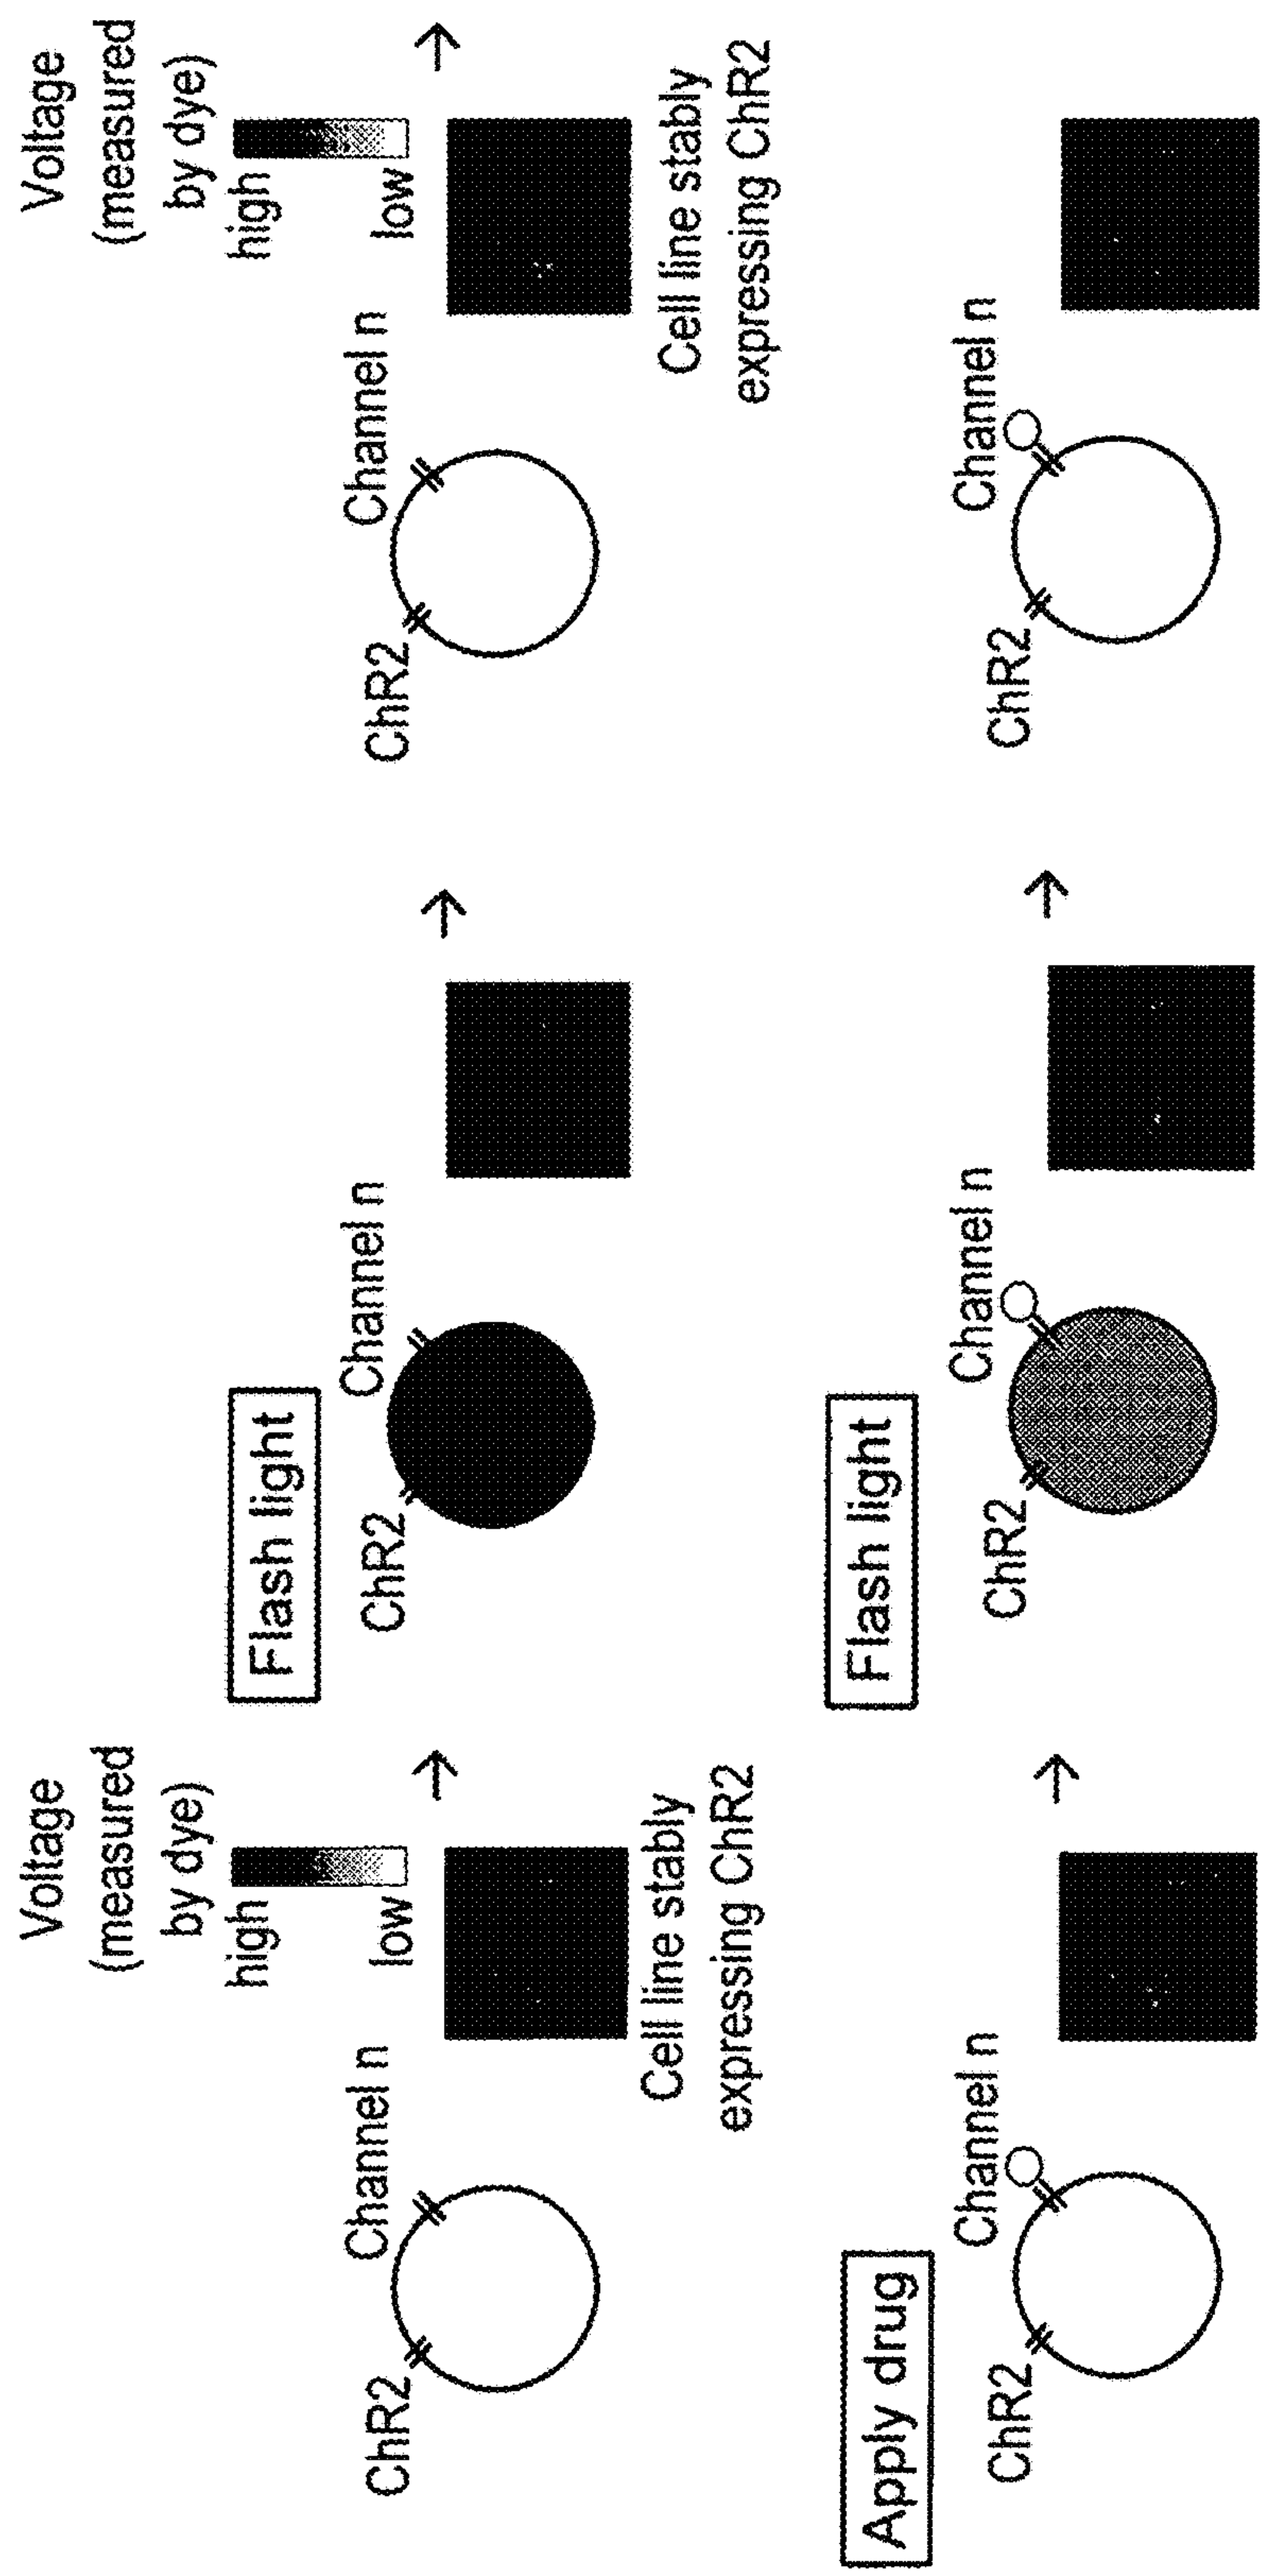 Voltage
(measured
by dye)
high
low
ChR2
Channel n
Cell line stably
expressing ChR2
Flash light
ChR2
Channel n
Voltage
(measured
by dye)
high
low
ChR2
Channel n
Cell line stably
expressing ChR2
Apply drug
ChR2
Channel n
Flash light
ChR2
Channel n
ChR2
Channel n